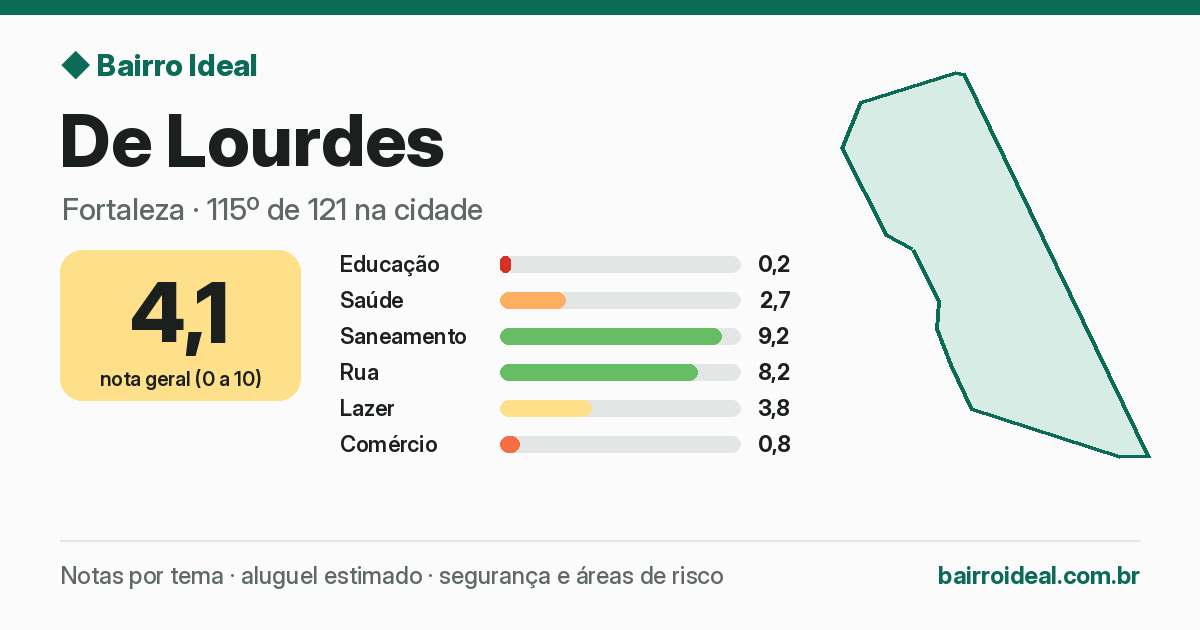 Bairro Ideal
De Lourdes
Fortaleza · 115º de 121 na cidade
4,1
nota geral (0 a 10)
Educação 0,2
Saúde 2,7
Saneamento 9,2
Rua 8,2
Lazer 3,8
Comércio 0,8
Notas por tema · aluguel estimado · segurança e áreas de risco
bairroideal.com.br